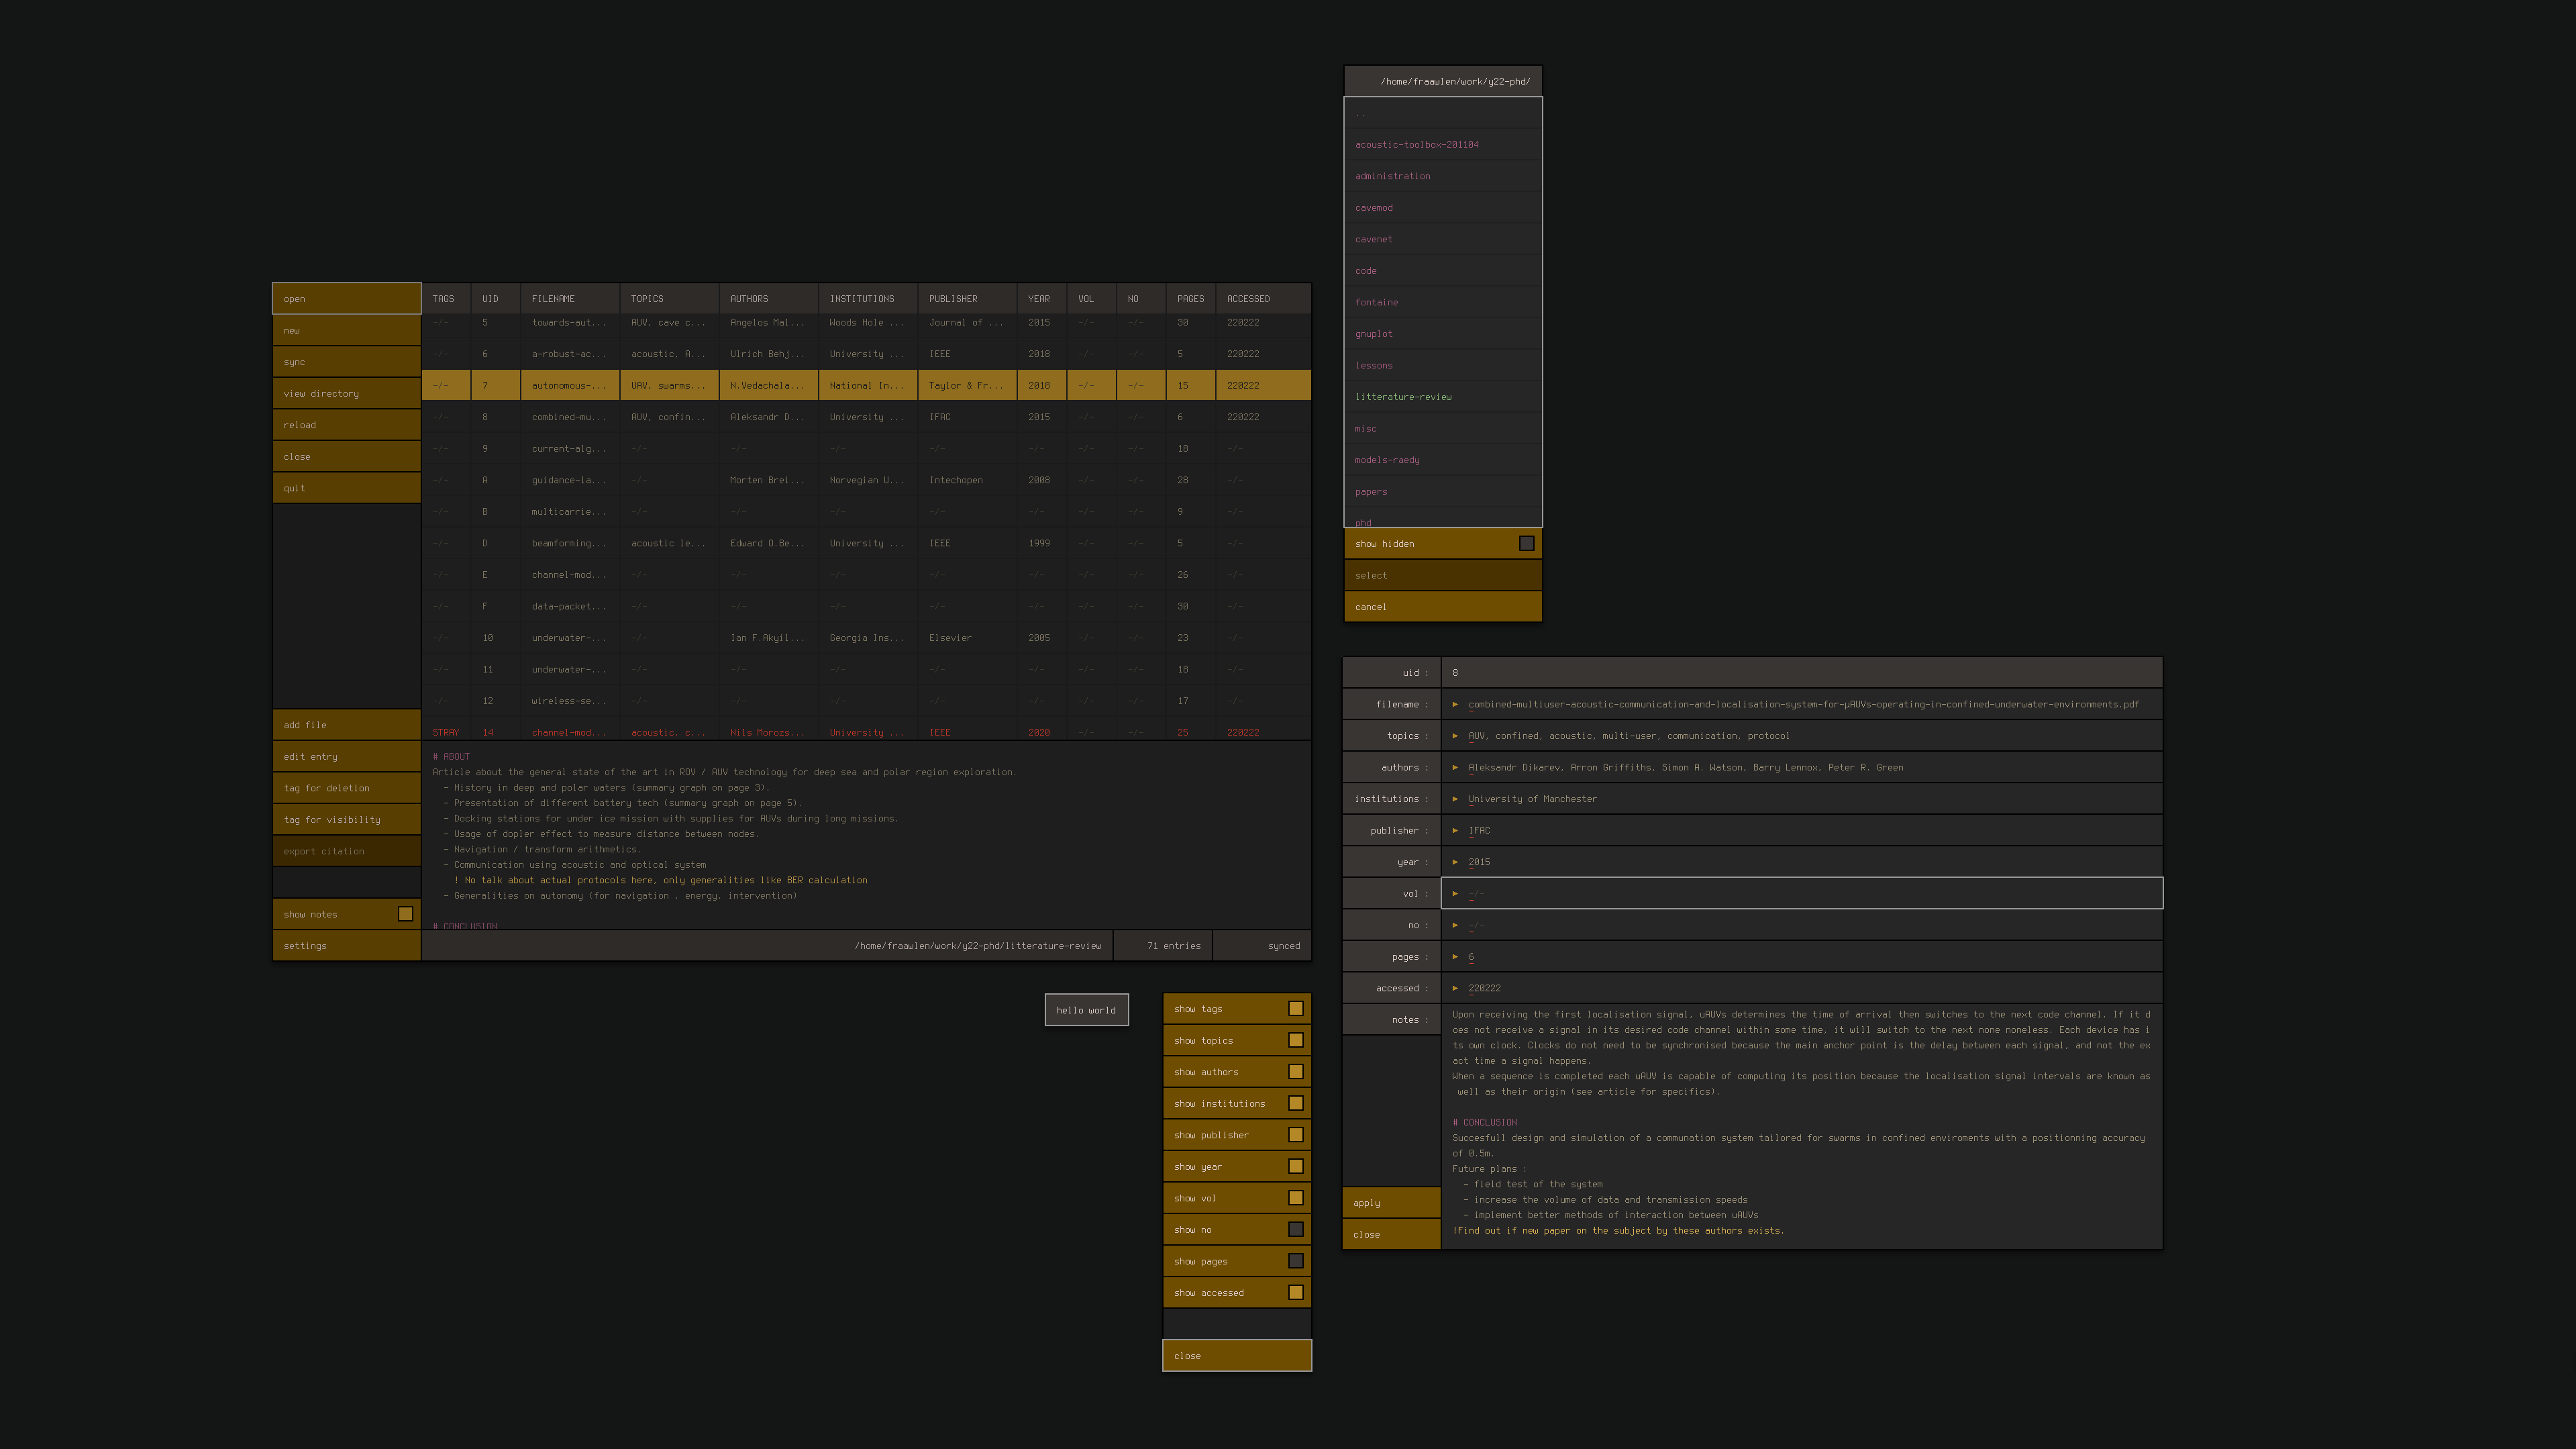 /home/fraawlen/work/y22-phd/
..
acoustic-toolbox-201104
administration
cavemod
cavenet
code
fontaine
gnuplot
lessons
litterature-review
misc
models-raedy
papers
phd
show hidden
select
cancel
open
new
sync
view directory
reload
close
quit
add file
edit entry
tag for deletion
tag for visibility
export citation
show notes
settings
TAGS UID FILENAME TOPICS AUTHORS INSTITUTIONS PUBLISHER YEAR VOL NO PAGES ACCESSED
-/- 5 towards-aut... AUV, cave c... Angelos Mal... Woods Hole ... Journal of ... 2015 -/- -/- 30 220222
-/- 6 a-robust-ac... acoustic, A... Ulrich Behj... University ... IEEE 2018 -/- -/- 5 220222
-/- 7 autonomous-... UAV, swarms... N.Vedachala... National In... Taylor & Fr... 2018 -/- -/- 15 220222
-/- 8 combined-mu... AUV, confin... Aleksandr D... University ... IFAC 2015 -/- -/- 6 220222
-/- 9 current-alg... -/- -/- -/- -/- -/- -/- -/- 18 -/-
-/- A guidance-la... -/- Morten Brei... Norvegian U... Intechopen 2008 -/- -/- 28 -/-
-/- B multicarrie... -/- -/- -/- -/- -/- -/- -/- 9 -/-
-/- D beamforming... acoustic le... Edward O.Be... University ... IEEE 1999 -/- -/- 5 -/-
-/- E channel-mod... -/- -/- -/- -/- -/- -/- -/- 26 -/-
-/- F data-packet... -/- -/- -/- -/- -/- -/- -/- 30 -/-
-/- 10 underwater-... -/- Ian F.Akyil... Georgia Ins... Elsevier 2005 -/- -/- 23 -/-
-/- 11 underwater-... -/- -/- -/- -/- -/- -/- -/- 18 -/-
-/- 12 wireless-se... -/- -/- -/- -/- -/- -/- -/- 17 -/-
STRAY 14 channel-mod... acoustic, c... Nils Morozs... University ... IEEE 2020 -/- -/- 25 220222
# ABOUT
Article about the general state of the art in ROV / AUV technology for deep sea and polar region exploration.
- History in deep and polar waters (summary graph on page 3).
- Presentation of different battery tech (summary graph on page 5).
- Docking stations for under ice mission with supplies for AUVs during long missions.
- Usage of dopler effect to measure distance between nodes.
- Navigation / transform arithmetics.
- Communication using acoustic and optical system
! No talk about actual protocols here, only generalities like BER calculation
- Generalities on autonomy (for navigation , energy, intervention)
# CONCLUSION
/home/fraawlen/work/y22-phd/litterature-review 71 entries synced
hello world
show tags
show topics
show authors
show institutions
show publisher
show year
show vol
show no
show pages
show accessed
close
uid : 8
filename : combined-multiuser-acoustic-communication-and-localisation-system-for-μAUVs-operating-in-confined-underwater-environments.pdf
topics : AUV, confined, acoustic, multi-user, communication, protocol
authors : Aleksandr Dikarev, Arron Griffiths, Simon A. Watson, Barry Lennox, Peter R. Green
institutions : University of Manchester
publisher : IFAC
year : 2015
vol : -/-
no : -/-
pages : 6
accessed : 220222
notes :
Upon receiving the first localisation signal, uAUVs determines the time of arrival then switches to the next code channel. If it d
oes not receive a signal in its desired code channel within some time, it will switch to the next none noneless. Each device has i
ts own clock. Clocks do not need to be synchronised because the main anchor point is the delay between each signal, and not the ex
act time a signal happens.
When a sequence is completed each uAUV is capable of computing its position because the localisation signal intervals are known as
well as their origin (see article for specifics).
# CONCLUSION
Succesfull design and simulation of a communation system tailored for swarms in confined enviroments with a positionning accuracy
of 0.5m.
Future plans :
- field test of the system
- increase the volume of data and transmission speeds
- implement better methods of interaction between uAUVs
!Find out if new paper on the subject by these authors exists.
apply
close